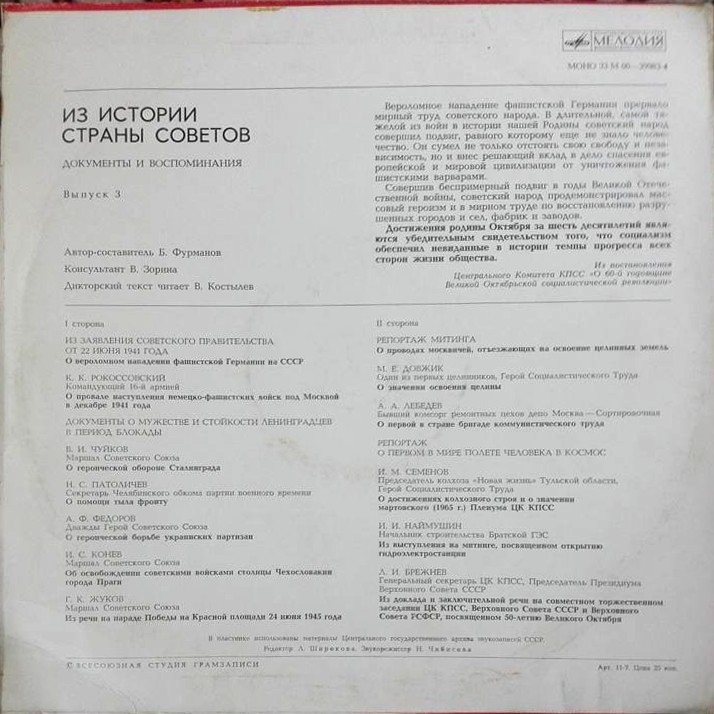 МЕЛОДИЯ
МОНО 33 М 60—39983-4
ИЗ ИСТОРИИ
СТРАНЫ СОВЕТОВ
ДОКУМЕНТЫ И ВОСПОМИНАНИЯ
Выпуск 3
Автор-составитель Б. Фурманов
Консультант В. Зорина
Дикторский текст читает В. Костылев
Вероломное нападение фашистской Германии прервало
мирный труд советского народа. В длительной, самой тя-
желой из войн в истории нашей Родины советский народ
совершил подвиг, равного которому еще не знало челове-
чество. Он сумел не только отстоять свою свободу и неза-
висимость, но и внес решающий вклад в дело спасения ев-
ропейской и мировой цивилизации от уничтожения фа-
шистскими варварами.
Совершив беспримерный подвиг в годы Великой Отече-
ственной войны, советский народ продемонстрировал мас-
совый героизм и в мирном труде по восстановлению разру-
шенных городов и сел, фабрик и заводов.
Достижения родины Октября за шесть десятилетий явля-
ются убедительным свидетельством того, что социализм
обеспечил невиданные в истории темпы прогресса всех
сторон жизни общества.
Из постановления
Центрального Комитета КПСС «О 60-й годовщине
Великой Октябрьской социалистической революции»
I сторона
ИЗ ЗАЯВЛЕНИЯ СОВЕТСКОГО ПРАВИТЕЛЬСТВА
ОТ 22 ИЮНЯ 1941 ГОДА
О вероломном нападении фашистской Германии на СССР
К. К. РОКОССОВСКИЙ
Командующий 16-й армией
О провале наступления немецко-фашистских войск под Москвой
в декабре 1941 года
ДОКУМЕНТЫ О МУЖЕСТВЕ И СТОЙКОСТИ ЛЕНИНГРАДЦЕВ
В ПЕРИОД БЛОКАДЫ
В. И. ЧУЙКОВ
Маршал Советского Союза
О героической обороне Сталинграда
Н. С. ПАТОЛИЧЕВ
Секретарь Челябинского обкома партии военного времени
О помощи тыла фронту
А. Ф. ФЕДОРОВ
Дважды Герой Советского Союза
О героической борьбе украинских партизан
И. С. КОНЕВ
Маршал Советского Союза
Об освобождении советскими войсками столицы Чехословакии
города Праги
Г. К. ЖУКОВ
Маршал Советского Союза
Из речи на параде Победы на Красной площади 24 июня 1945 года
II сторона
РЕПОРТАЖ МИТИНГА
О проводах москвичей, отъезжающих на освоение целинных земель
М. Е. ДОВЖИК
Один из первых целинников, Герой Социалистического Труда
О значении освоения целины
А. А. ЛЕБЕДЕВ
Бывший комсорг ремонтных цехов депо Москва—Сортировочная
О первой в стране бригаде коммунистического труда
РЕПОРТАЖ
О ПЕРВОМ В МИРЕ ПОЛЕТЕ ЧЕЛОВЕКА В КОСМОС
И. М. СЕМЕНОВ
Председатель колхоза «Новая жизнь» Тульской области,
Герой Социалистического Труда
О достижениях колхозного строя и о значении
мартовского (1965 г.) Пленума ЦК КПСС
И. И. НАЙМУШИН
Начальник строительства Братской ГЭС
Из выступления на митинге, посвященном открытию
гидроэлектростанции
Л. И. БРЕЖНЕВ
Генеральный секретарь ЦК КПСС, Председатель Президиума
Верховного Совета СССР
Из доклада и заключительной речи на совместном торжественном
заседании ЦК КПСС, Верховного Совета СССР и Верховного
Совета РСФСР, посвященном 50-летию Великого Октября
В пластинке использованы материалы Центрального государственного архива звукозаписей СССР
Редактор Л. Широкова. Звукорежиссер Н. Чибисова
© ВСЕСОЮЗНАЯ СТУДИЯ ГРАМЗАПИСИ
Арт. 11-7. Цена 25 коп.